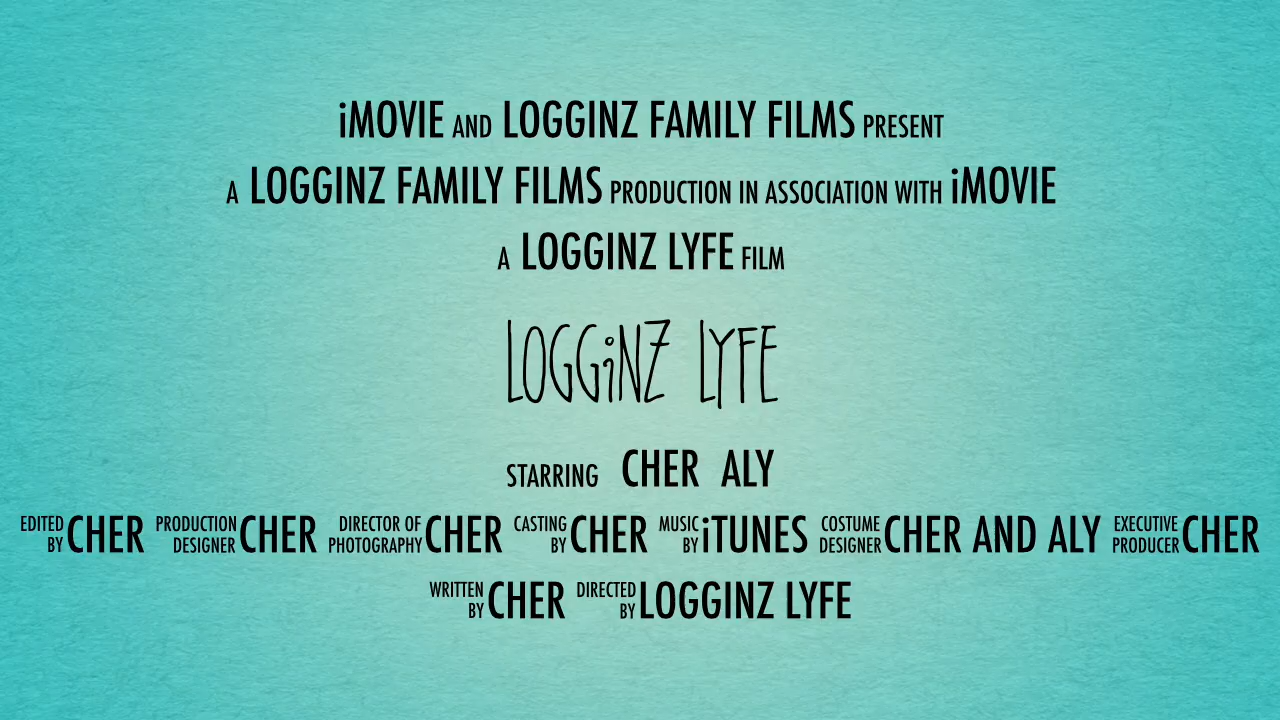 iMOVIE AND LOGGINZ FAMILY FILMS PRESENT
A LOGGINZ FAMILY FILMS PRODUCTION IN ASSOCIATION WITH iMOVIE
A LOGGINZ LYFE FILM
LOGGiNZ LYFE
STARRING CHER ALY
EDITED BY CHER PRODUCTION DESIGNER CHER DIRECTOR OF PHOTOGRAPHY CHER CASTING BY CHER MUSIC BY iTUNES COSTUME DESIGNER CHER AND ALY EXECUTIVE PRODUCER CHER
WRITTEN BY CHER DIRECTED BY LOGGINZ LYFE